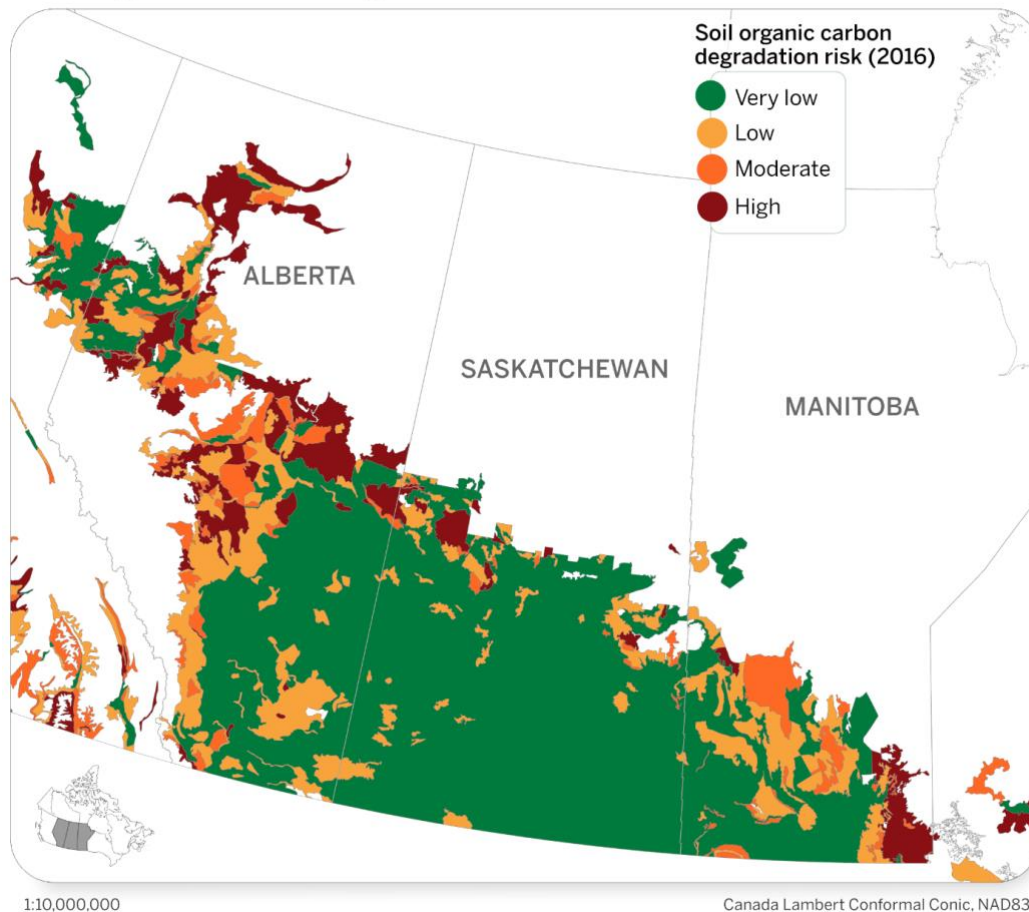 Soil organic carbon
degradation risk (2016)
Very low
Low
Moderate
High
ALBERTA
SASKATCHEWAN
MANITOBA
1:10,000,000
Canada Lambert Conformal Conic, NAD83